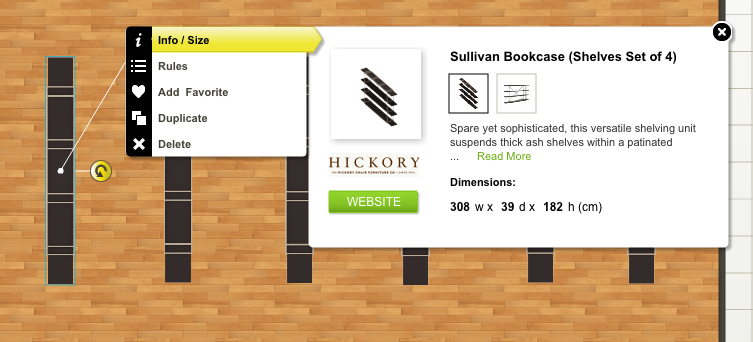 Info / Size
Rules
Add Favorite
Duplicate
Delete
Sullivan Bookcase (Shelves Set of 4)
Spare yet sophisticated, this versatile shelving unit
suspends thick ash shelves within a patinated
... Read More
HICKORY
THE HICKORY CHAIR FURNITURE CO
Dimensions:
WEBSITE
308 w x 39 d x 182 h (cm)